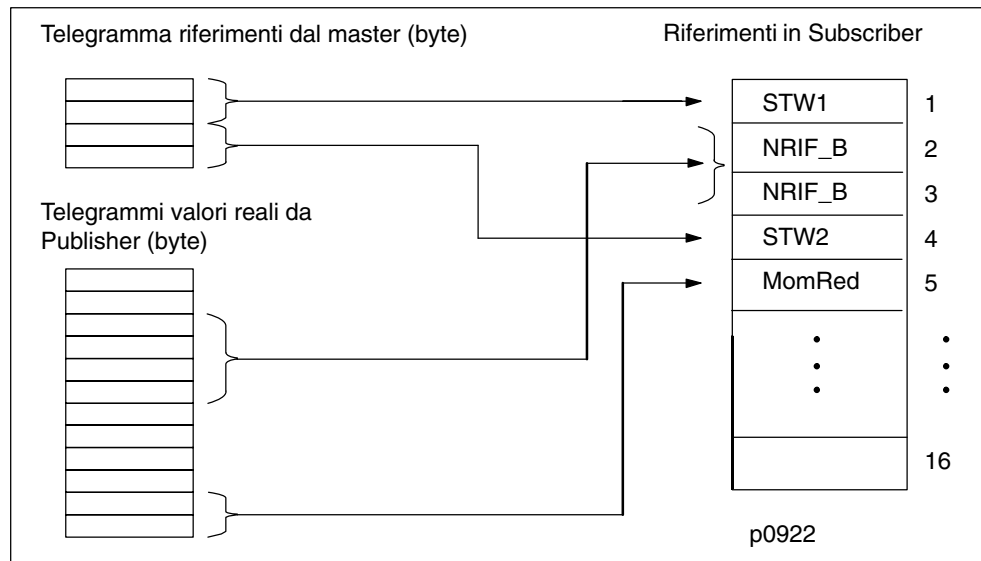 Telegramma riferimenti dal master (byte)
Riferimenti in Subscriber
STW1 1
NRIF_B 2
NRIF_B 3
Telegrammi valori reali da
Publisher (byte)
STW2 4
MomRed 5
16
p0922